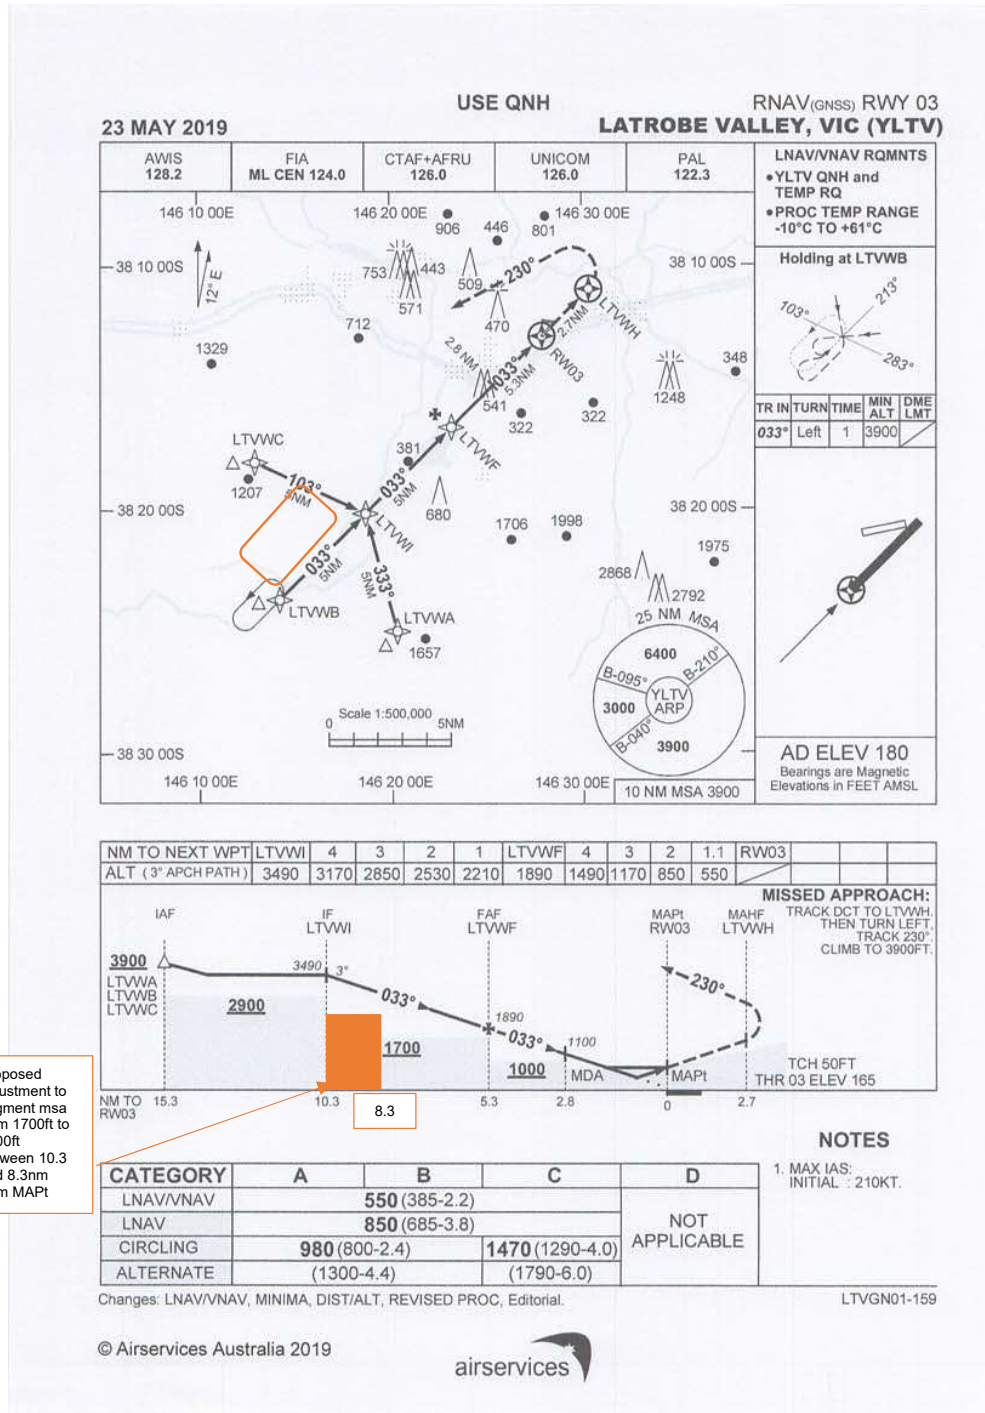 USE QNH
RNAV(GNSS) RWY 03
23 MAY 2019
LATROBE VALLEY, VIC (YLTV)
AWIS
128.2
FIA
ML CEN 124.0
CTAF+AFRU
126.0
UNICOM
126.0
PAL
122.3
LNAV/VNAV RQMNTS
•YLTV QNH and
TEMP RQ
•PROC TEMP RANGE
-10°C TO +61°C
Holding at LTVWB
103°
213°
283°
TR IN TURN TIME MIN ALT DME LMT
033° Left 1 3900
146 10 00E
146 20 00E
146 30 00E
906
446
801
38 10 00S
38 10 00S
12° E
753
443
571
509
230°
470
LTVWH
2.7NM
RW03
712
1329
2.8 NM
033°
5.3NM
541
322
322
1248
348
LTVWF
LTVWC
1207
103°
5NM
381
033°
5NM
680
38 20 00S
38 20 00S
LTVWI
1706
1998
1975
033°
5NM
333°
5NM
LTVWB
LTVWA
1657
2868
2792
25 NM MSA
6400
B-095°
B-210°
YLTV
ARP
3000
B-040°
3900
Scale 1:500,000
0
5NM
38 30 00S
146 10 00E
146 20 00E
146 30 00E
10 NM MSA 3900
AD ELEV 180
Bearings are Magnetic
Elevations in FEET AMSL
NM TO NEXT WPT LTVWI 4 3 2 1 LTVWF 4 3 2 1.1 RW03
ALT (3° APCH PATH) 3490 3170 2850 2530 2210 1890 1490 1170 850 550
MISSED APPROACH:
TRACK DCT TO LTVWH.
THEN TURN LEFT,
TRACK 230°.
CLIMB TO 3900FT.
IAF
IF
LTVWI
FAF
LTVWF
MAPt
RW03
MAHF
LTVWH
3900
LTVWA
LTVWB
LTVWC
3490
3°
2900
033°
1890
1700
033°
1100
1000
MDA
MAPt
230°
TCH 50FT
THR 03 ELEV 165
NM TO
RW03
15.3
10.3
5.3
2.8
0
2.7
8.3
posed
ustment to
gment msa
m 1700ft to
00ft
ween 10.3
d 8.3nm
m MAPt
NOTES
1. MAX IAS:
INITIAL : 210KT.
CATEGORY A B C D
LNAV/VNAV 550 (385-2.2)
LNAV 850 (685-3.8)
NOT
APPLICABLE
CIRCLING 980 (800-2.4) 1470 (1290-4.0)
ALTERNATE (1300-4.4) (1790-6.0)
Changes: LNAV/VNAV, MINIMA, DIST/ALT, REVISED PROC, Editorial.
LTVGN01-159
© Airservices Australia 2019
airservices